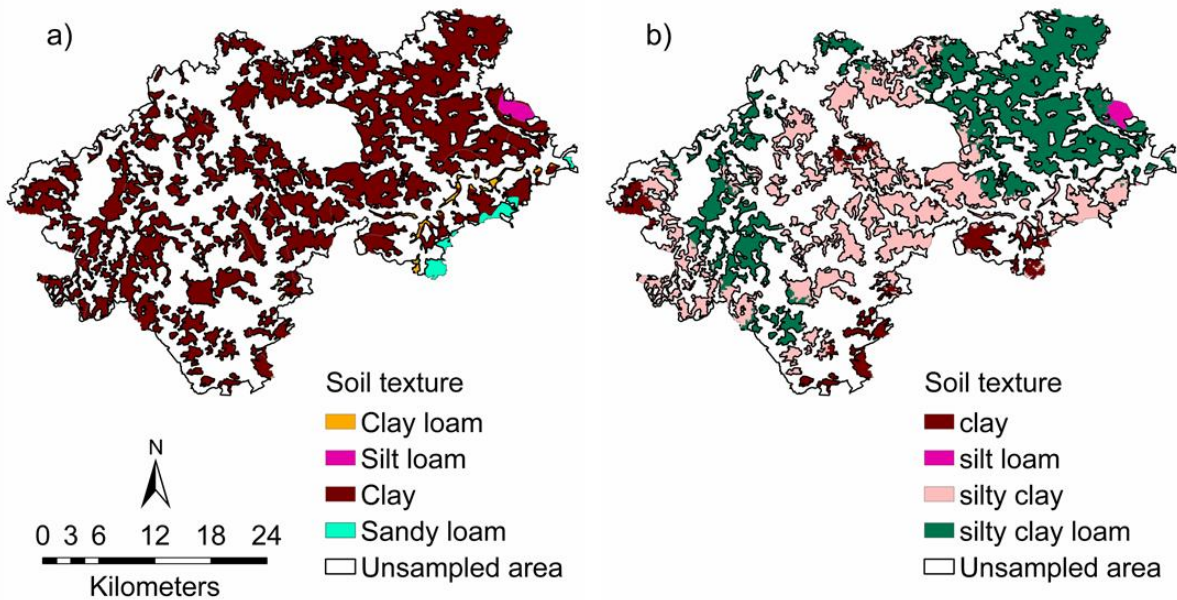 a)
Soil texture
Clay loam
Silt loam
Clay
Sandy loam
Unsampled area
N
0 3 6 12 18 24
Kilometers
b)
Soil texture
clay
silt loam
silty clay
silty clay loam
Unsampled area